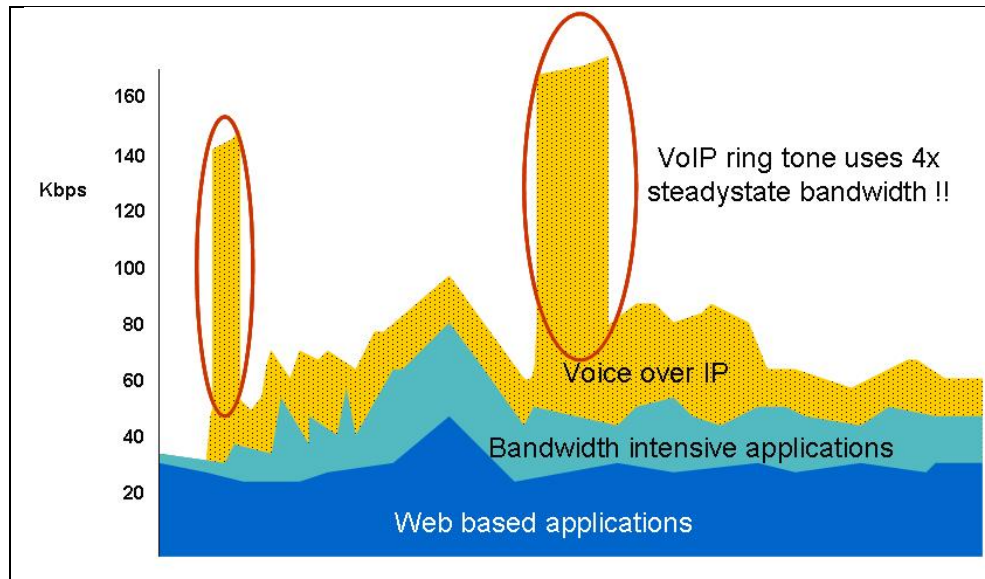 160
140
Kbps
120
100
80
60
40
20
VoIP ring tone uses 4x
steadystate bandwidth !!
Voice over IP
Bandwidth intensive applications
Web based applications